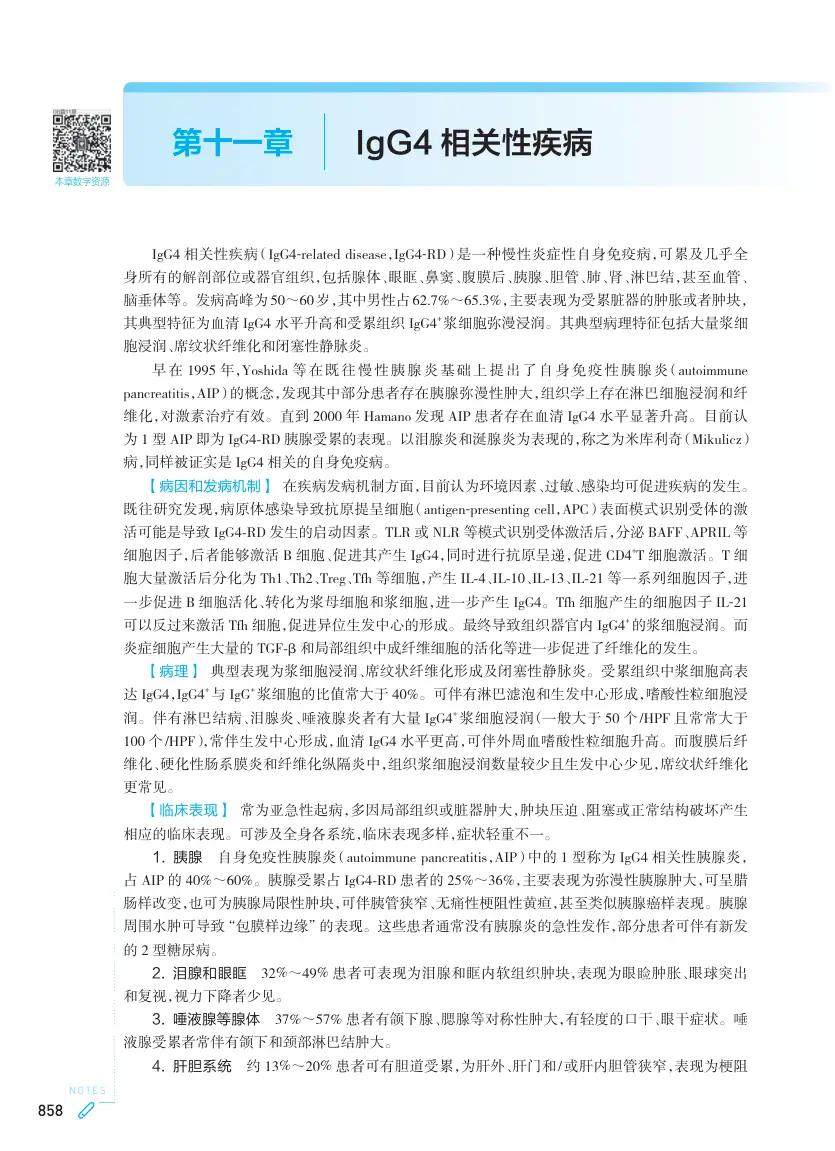 本章数字资源
第十一章
IgG4 相关性疾病
IgG4 相关性疾病（IgG4-related disease,IgG4-RD）是一种慢性炎症性自身免疫病,可累及几乎全
身所有的解剖部位或器官组织,包括腺体、眼眶、鼻窦、腹膜后、胰腺、胆管、肺、肾、淋巴结,甚至血管、
脑垂体等。发病高峰为50～60岁,其中男性占62.7%～65.3%,主要表现为受累脏器的肿胀或者肿块,
其典型特征为血清 IgG4 水平升高和受累组织 IgG4⁺浆细胞弥漫浸润。其典型病理特征包括大量浆细
胞浸润、席纹状纤维化和闭塞性静脉炎。
早在 1995 年,Yoshida 等在既往慢性胰腺炎基础上提出了自身免疫性胰腺炎（autoimmune
pancreatitis,AIP）的概念,发现其中部分患者存在胰腺弥漫性肿大,组织学上存在淋巴细胞浸润和纤
维化,对激素治疗有效。直到 2000 年 Hamano 发现 AIP 患者存在血清 IgG4 水平显著升高。目前认
为 1 型 AIP 即为 IgG4-RD 胰腺受累的表现。以泪腺炎和涎腺炎为表现的,称之为米库利奇（Mikulicz）
病,同样被证实是 IgG4 相关的自身免疫病。
【病因和发病机制】 在疾病发病机制方面,目前认为环境因素、过敏、感染均可促进疾病的发生。
既往研究发现,病原体感染导致抗原提呈细胞（antigen-presenting cell,APC）表面模式识别受体的激
活可能是导致 IgG4-RD 发生的启动因素。TLR 或 NLR 等模式识别受体激活后,分泌 BAFF、APRIL 等
细胞因子,后者能够激活 B 细胞、促进其产生 IgG4,同时进行抗原呈递,促进 CD4⁺T 细胞激活。T 细
胞大量激活后分化为 Th1、Th2、Treg、Tfh 等细胞,产生 IL-4、IL-10、IL-13、IL-21 等一系列细胞因子,进
一步促进 B 细胞活化、转化为浆母细胞和浆细胞,进一步产生 IgG4。Tfh 细胞产生的细胞因子 IL-21
可以反过来激活 Tfh 细胞,促进异位生发中心的形成。最终导致组织器官内 IgG4⁺的浆细胞浸润。而
炎症细胞产生大量的 TGF-β 和局部组织中成纤维细胞的活化等进一步促进了纤维化的发生。
【病理】 典型表现为浆细胞浸润、席纹状纤维化形成及闭塞性静脉炎。受累组织中浆细胞高表
达 IgG4,IgG4⁺与 IgG⁺浆细胞的比值常大于 40%。可伴有淋巴滤泡和生发中心形成,嗜酸性粒细胞浸
润。伴有淋巴结病、泪腺炎、唾液腺炎者有大量 IgG4⁺浆细胞浸润（一般大于 50 个/HPF 且常常大于
100 个/HPF）,常伴生发中心形成,血清 IgG4 水平更高,可伴外周血嗜酸性粒细胞升高。而腹膜后纤
维化、硬化性肠系膜炎和纤维化纵隔炎中,组织浆细胞浸润数量较少且生发中心少见,席纹状纤维化
更常见。
【临床表现】 常为亚急性起病,多因局部组织或脏器肿大,肿块压迫、阻塞或正常结构破坏产生
相应的临床表现。可涉及全身各系统,临床表现多样,症状轻重不一。
1. 胰腺 自身免疫性胰腺炎（autoimmune pancreatitis,AIP）中的 1 型称为 IgG4 相关性胰腺炎,
占 AIP 的 40%～60%。胰腺受累占 IgG4-RD 患者的 25%～36%,主要表现为弥漫性胰腺肿大,可呈腊
肠样改变,也可为胰腺局限性肿块,可伴胰管狭窄、无痛性梗阻性黄疸,甚至类似胰腺癌样表现。胰腺
周围水肿可导致“包膜样边缘”的表现。这些患者通常没有胰腺炎的急性发作,部分患者可伴有新发
的 2 型糖尿病。
2. 泪腺和眼眶 32%～49% 患者可表现为泪腺和眶内软组织肿块,表现为眼睑肿胀、眼球突出
和复视,视力下降者少见。
3. 唾液腺等腺体 37%～57% 患者有颌下腺、腮腺等对称性肿大,有轻度的口干、眼干症状。唾
液腺受累者常伴有颌下和颈部淋巴结肿大。
4. 肝胆系统 约 13%～20% 患者可有胆道受累,为肝外、肝门和/或肝内胆管狭窄,表现为梗阻
NOTES
858